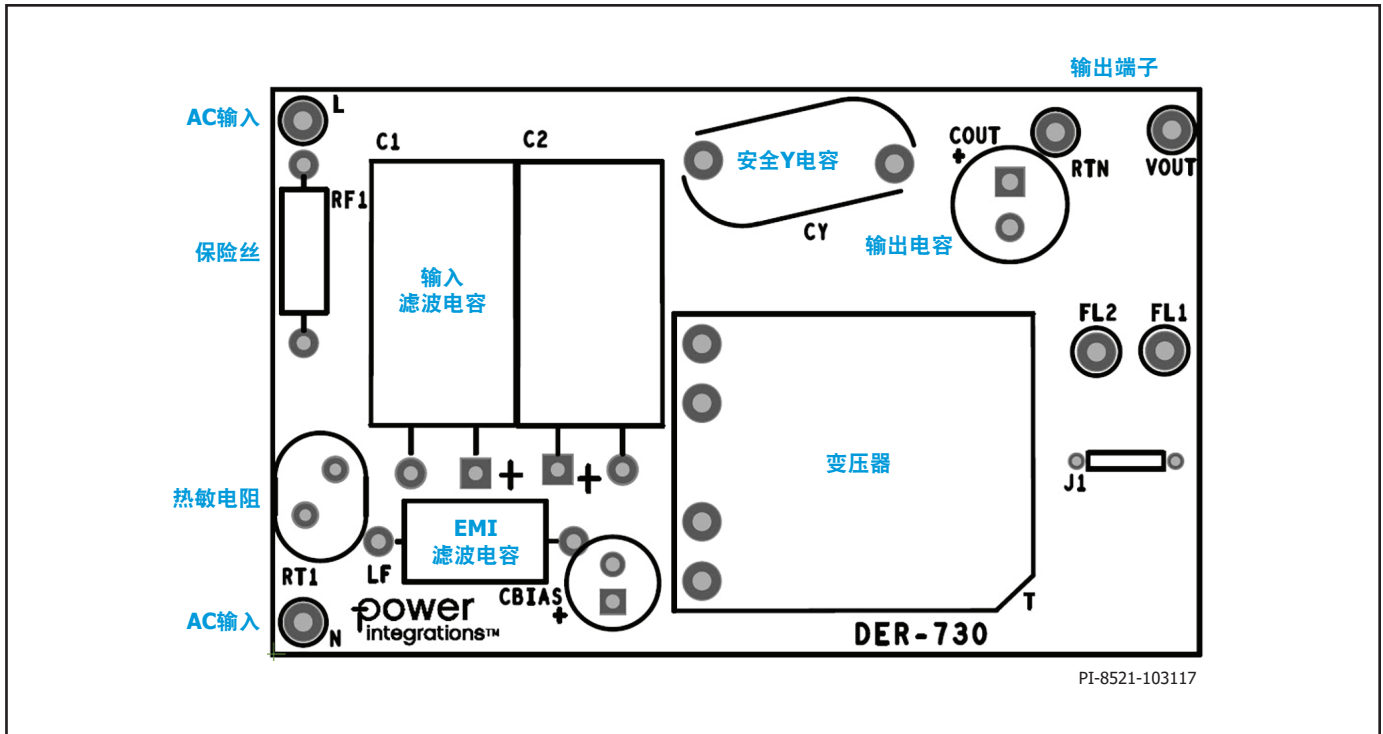 输出端子
AC输入
L
C1
C2
COUT
+
RTN
VOUT
安全Y电容
RF1
CY
保险丝
输出电容
输入
滤波电容
FL2
FL1
变压器
J1
+
+
热敏电阻
EMI
滤波电容
RT1
LF
CBIAS
+
T
AC输入
N
power
integrations™
DER-730
PI-8521-103117